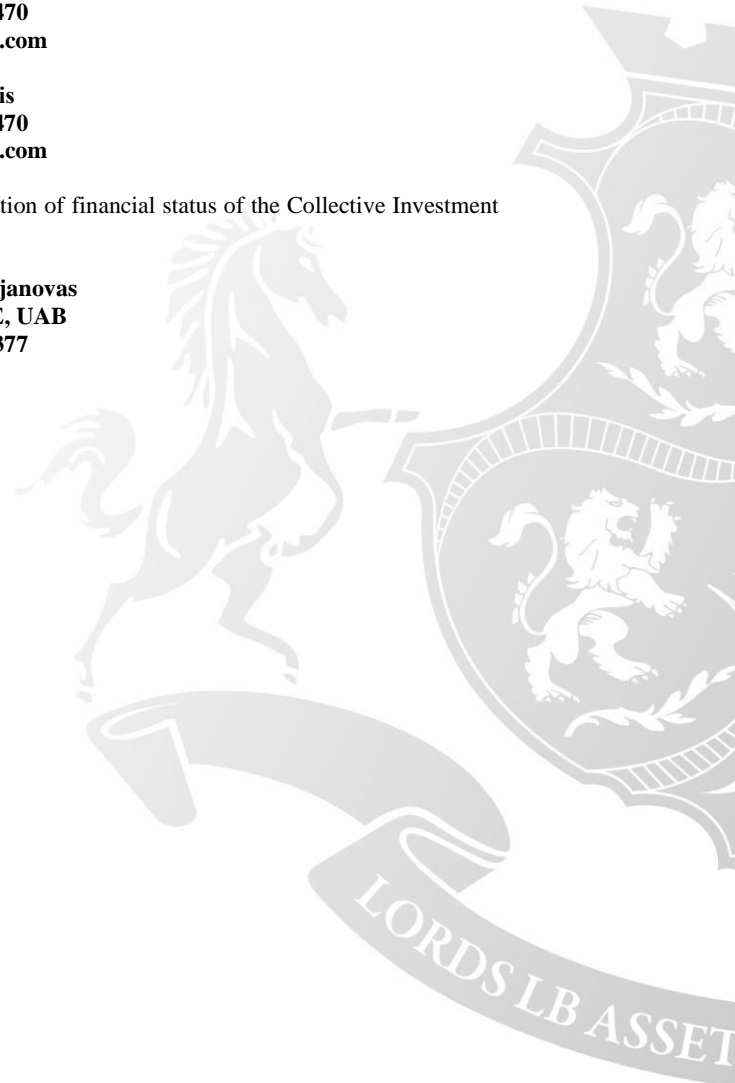 470
.com
is
470
.com
tion of financial status of the Collective Investment
janovas
E, UAB
377
LORDS LB ASSET